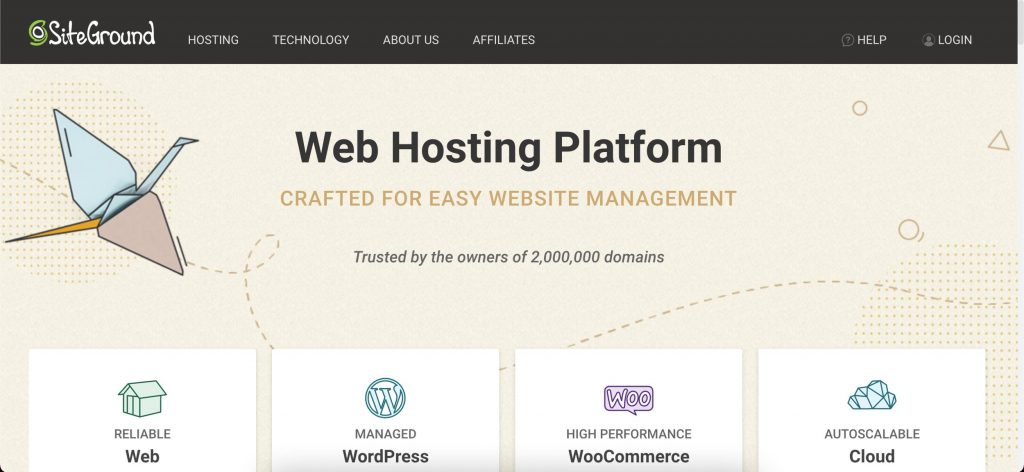 SiteGround
HOSTING TECHNOLOGY ABOUT US AFFILIATES
? HELP LOGIN
Web Hosting Platform
CRAFTED FOR EASY WEBSITE MANAGEMENT
Trusted by the owners of 2,000,000 domains
RELIABLE
Web
W
MANAGED
WordPress
WOO
HIGH PERFORMANCE
WooCommerce
AUTOSCALABLE
Cloud